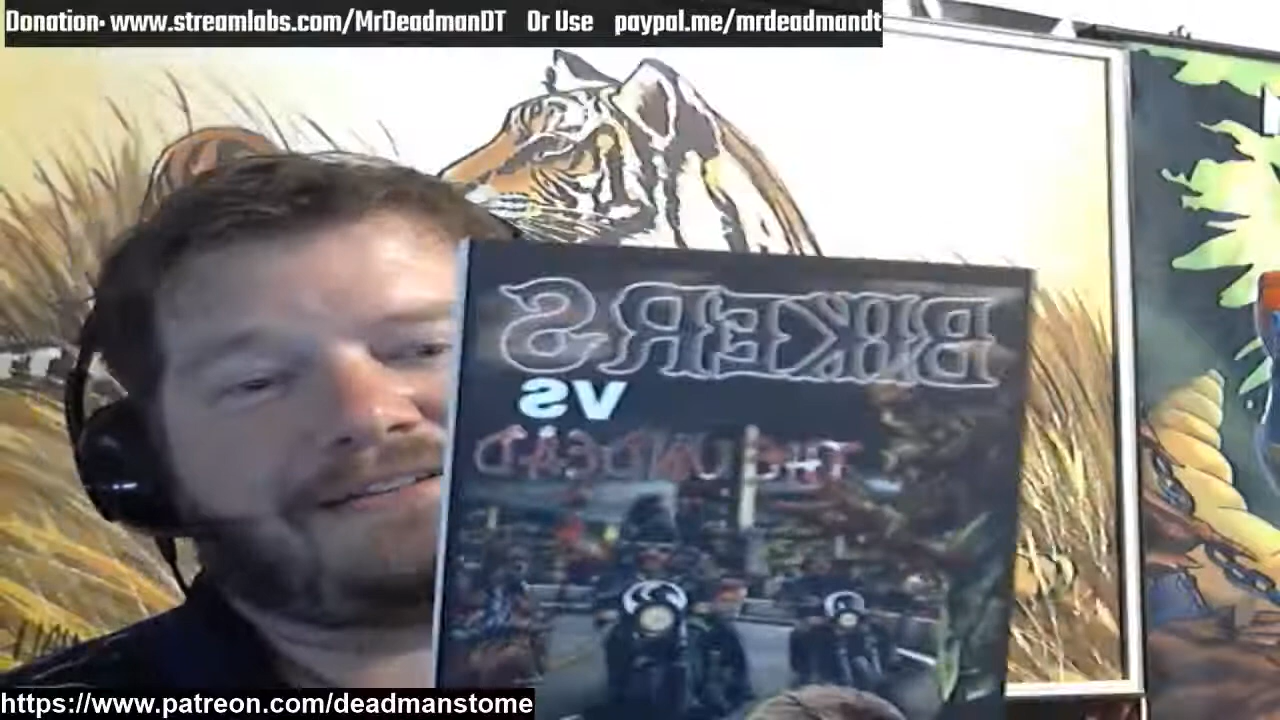 Donation- www.streamlabs.com/MrDeadmanDT Or Use paypal.me/mrdeadmandt
BIKERS
VS
THE UNDEAD
https://www.patreon.com/deadmanstome